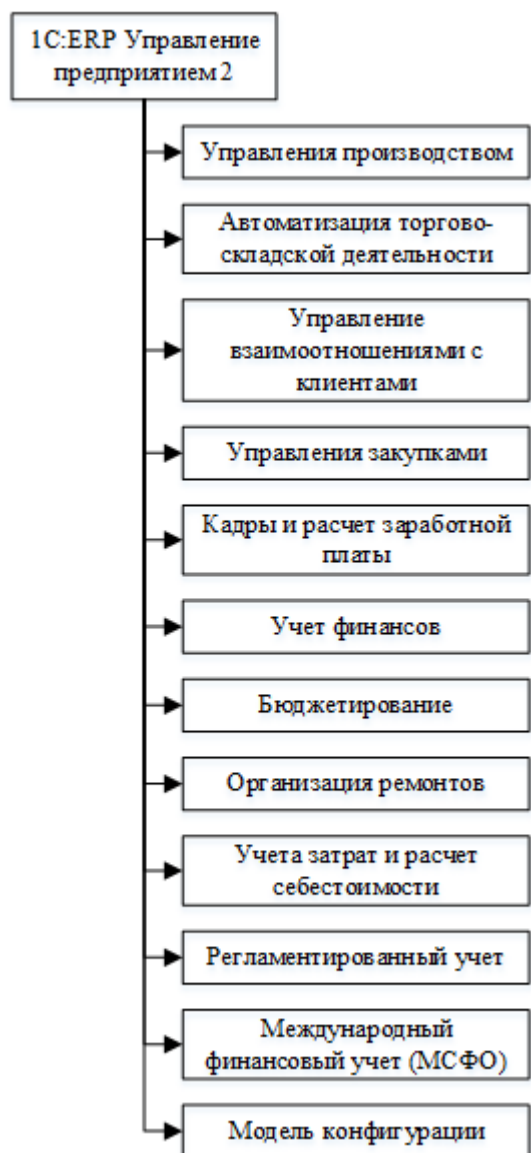 1С:ERP Управление
предприятием 2
Управления производством
Автоматизация торгово-
складской деятельности
Управление
взаимоотношениями с
клиентами
Управления закупками
Кадры и расчет заработной
платы
Учет финансов
Бюджетирование
Организация ремонтов
Учета затрат и расчет
себестоимости
Регламентированный учет
Международный
финансовый учет (МСФО)
Модель конфигурации